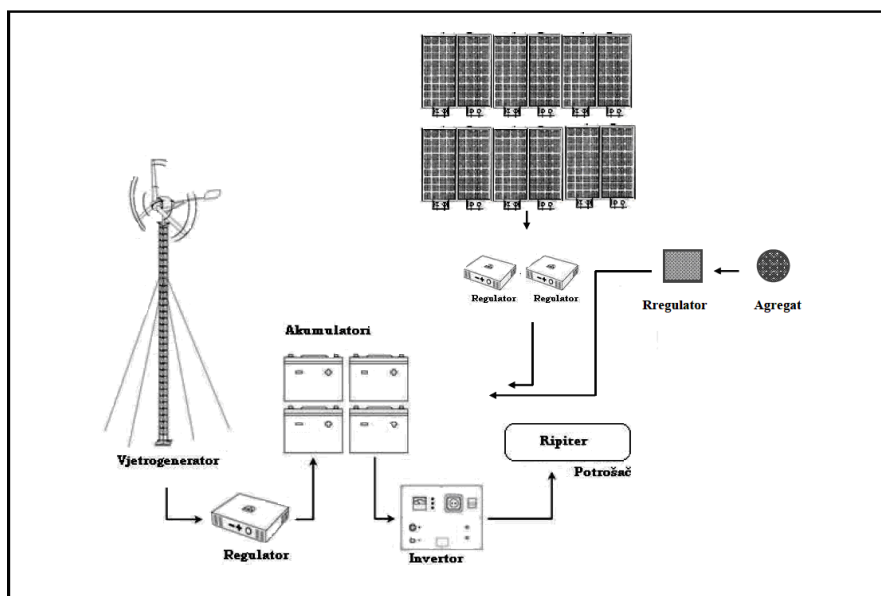 Regulator
Regulator
Rregulator
Agregat
Akumulatori
Ripiter
Potrošač
Vjetrogenerator
Regulator
Invertor